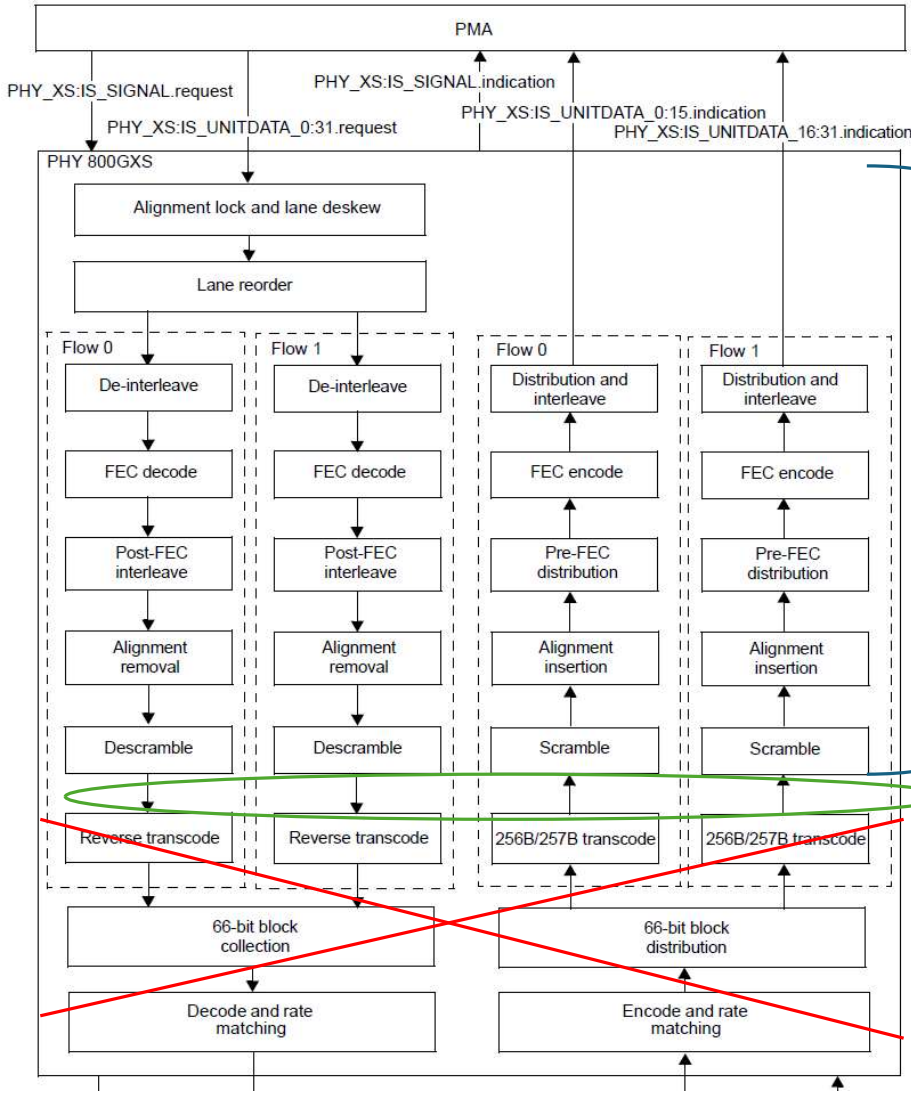 PMA
PHY_XS:IS_SIGNAL.request
PHY_XS:IS_SIGNAL.indication
PHY_XS:IS_UNITDATA_0:31.request
PHY_XS:IS_UNITDATA_0:15.indication
PHY_XS:IS_UNITDATA_16:31.indication
PHY 800GXS
Alignment lock and lane deskew
Lane reorder
Flow 0
De-interleave
FEC decode
Post-FEC
interleave
Alignment
removal
Descramble
Reverse transcode
Flow 1
De-interleave
FEC decode
Post-FEC
interleave
Alignment
removal
Descramble
Reverse transcode
66-bit block
collection
Decode and rate
matching
Flow 0
Distribution and
interleave
FEC encode
Pre-FEC
distribution
Alignment
insertion
Scramble
256B/257B transcode
Flow 1
Distribution and
interleave
FEC encode
Pre-FEC
distribution
Alignment
insertion
Scramble
256B/257B transcode
66-bit block
distribution
Encode and rate
matching